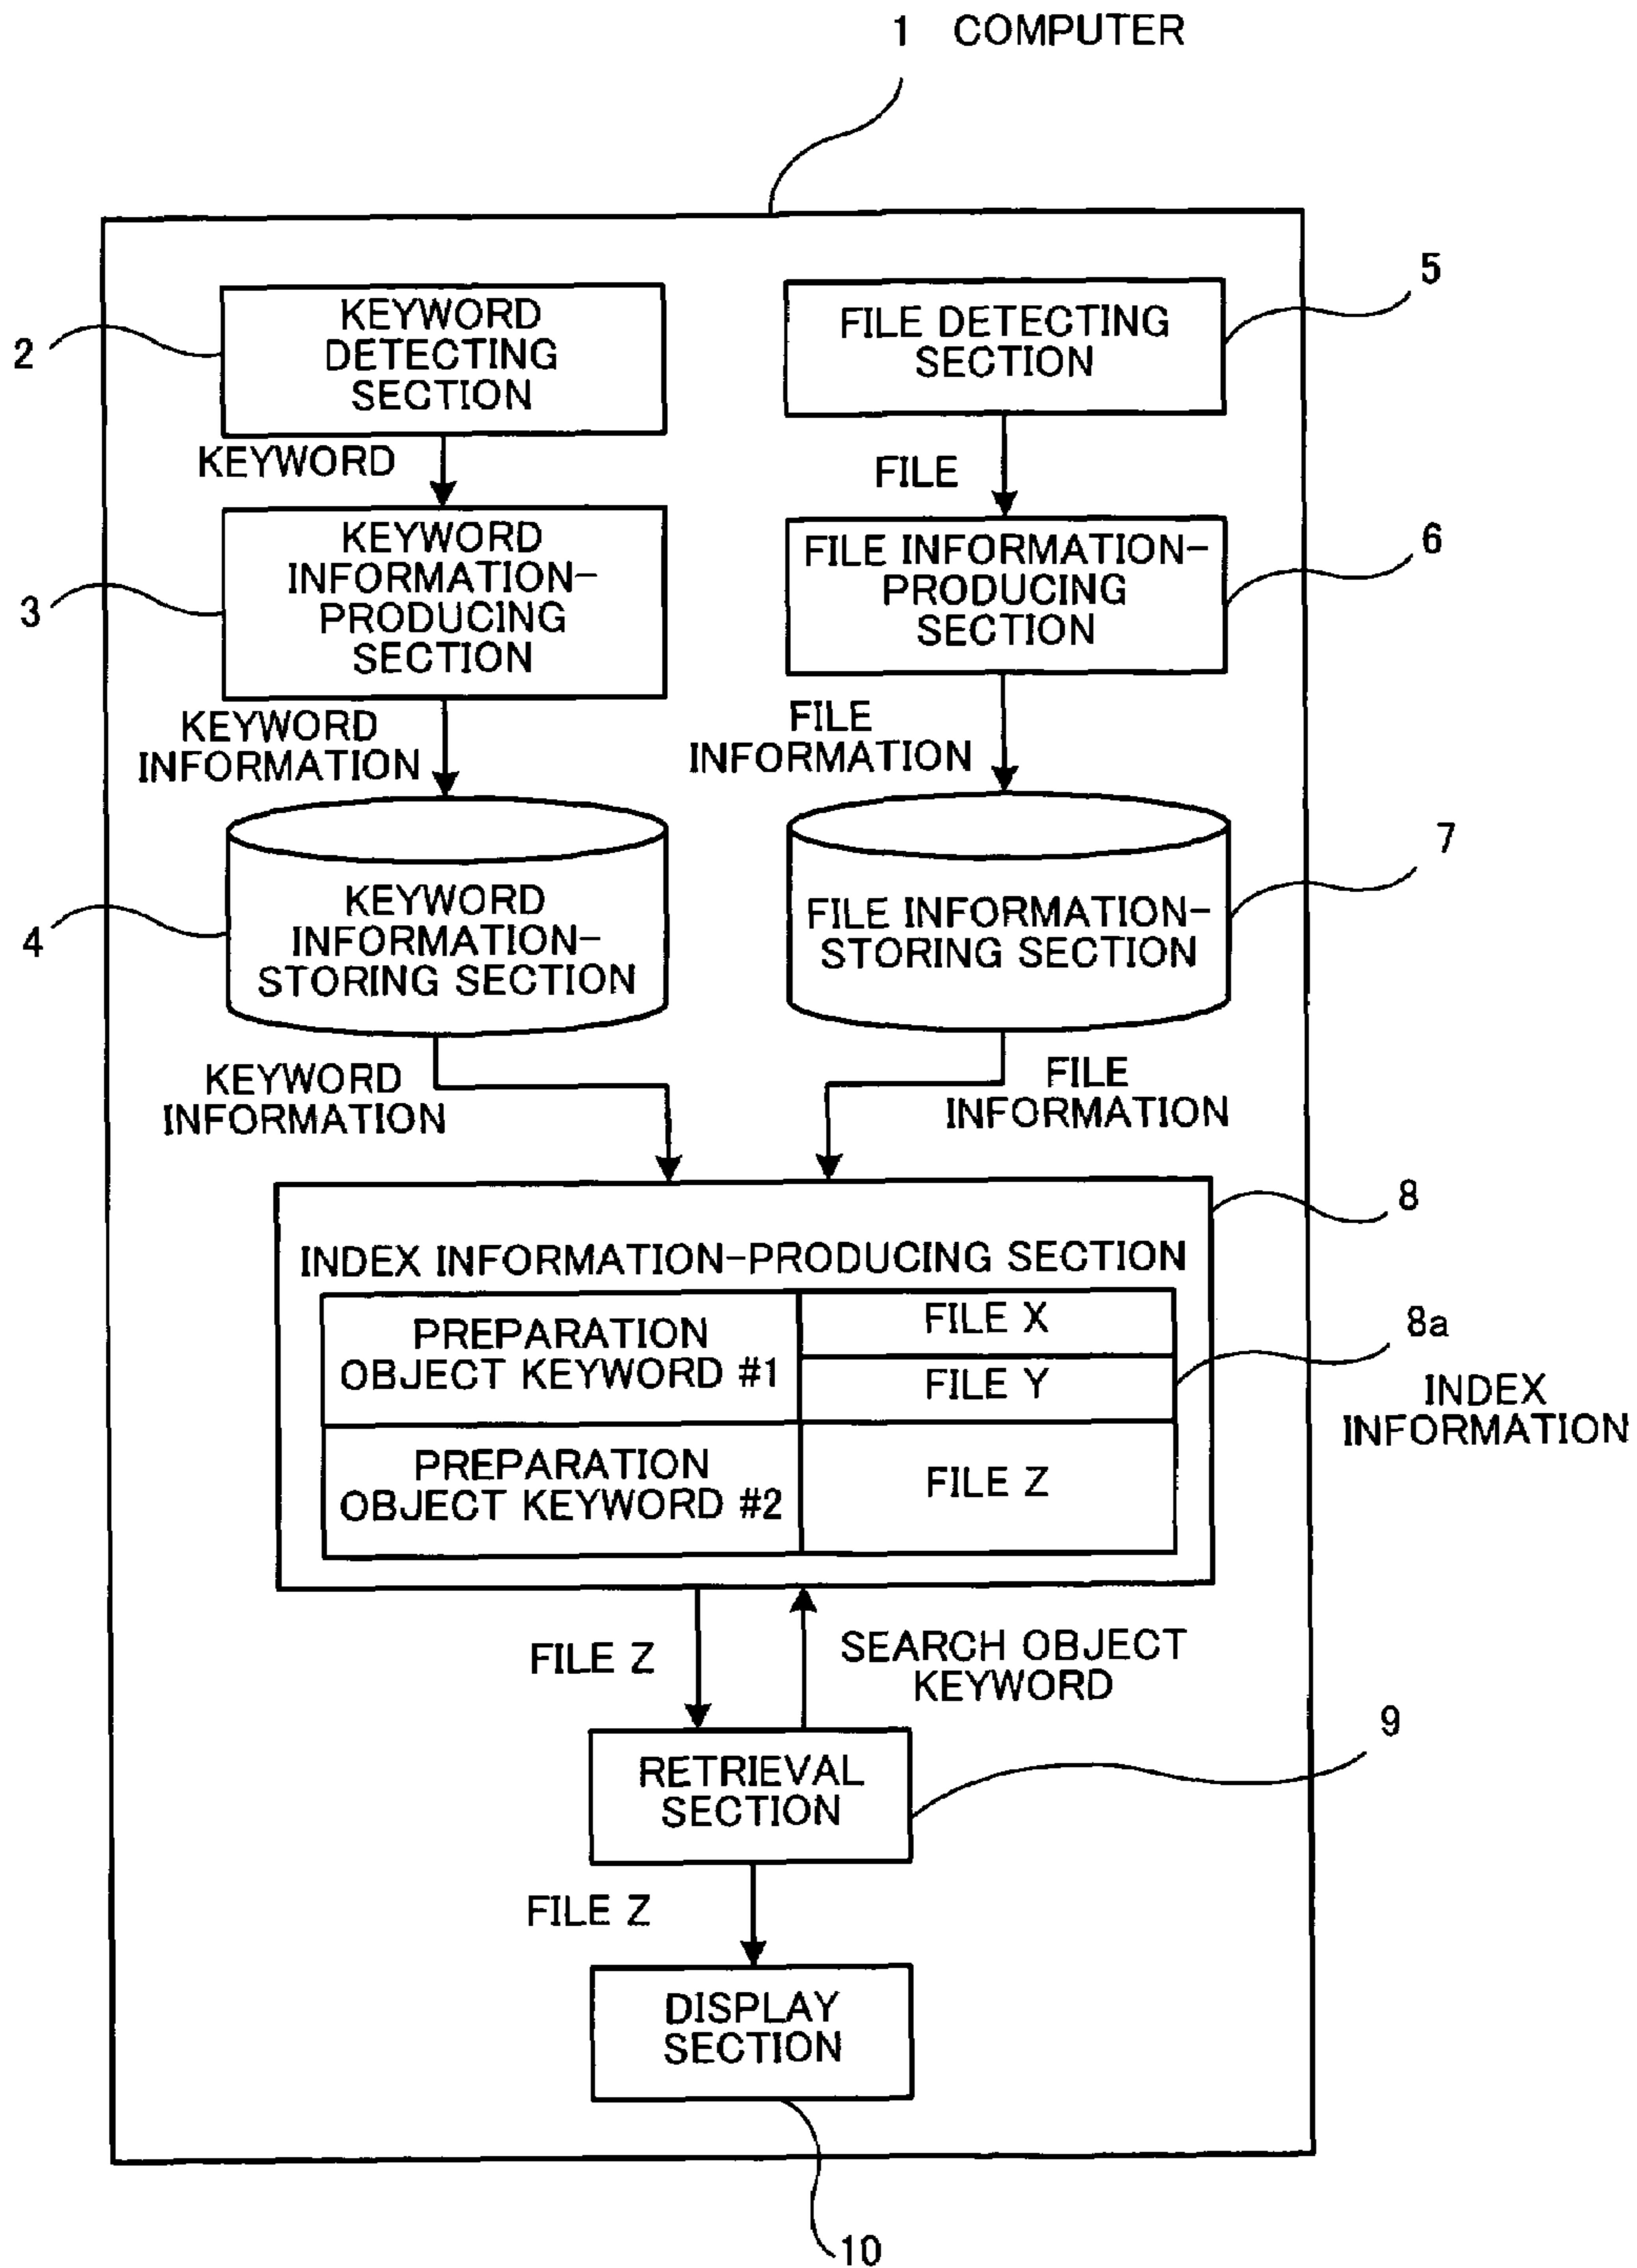 1 COMPUTER
2
KEYWORD
DETECTING
SECTION
5
FILE DETECTING
SECTION
KEYWORD
FILE
3
KEYWORD
INFORMATION-
PRODUCING
SECTION
6
FILE INFORMATION-
PRODUCING
SECTION
KEYWORD
INFORMATION
FILE
INFORMATION
4
KEYWORD
INFORMATION-
STORING SECTION
7
FILE INFORMATION-
STORING SECTION
KEYWORD
INFORMATION
FILE
INFORMATION
8
INDEX INFORMATION-PRODUCING SECTION
PREPARATION
OBJECT KEYWORD #1
FILE X
FILE Y
8a
INDEX
INFORMATION
PREPARATION
OBJECT KEYWORD #2
FILE Z
FILE Z
SEARCH OBJECT
KEYWORD
9
RETRIEVAL
SECTION
FILE Z
DISPLAY
SECTION
10